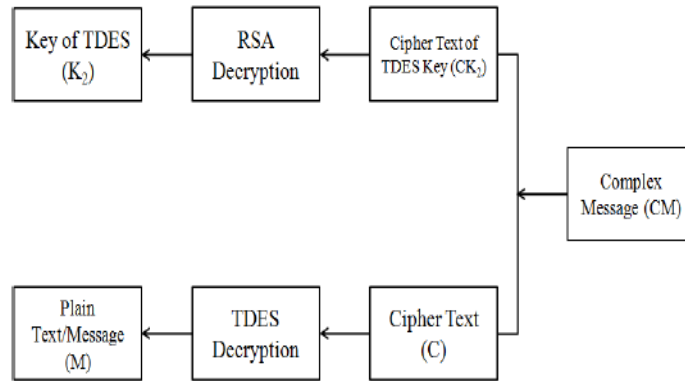 Key of TDES
(K₂)
RSA
Decryption
Cipher Text of
TDES Key (CK₂)
Complex
Message (CM)
Plain
Text/Message
(M)
TDES
Decryption
Cipher Text
(C)